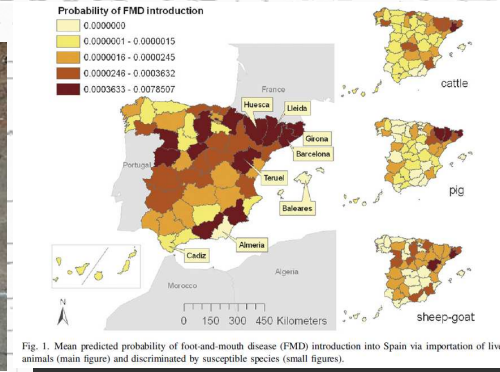 Probability of FMD introduction
0.0000000
0.0000001 - 0.0000015
0.0000016 - 0.0000245
0.0000246 - 0.0003632
0.0003633 - 0.0078507
France
Huesca
Lleida
Girona
Barcelona
Portugal
Teruel
Baleares
Almeria
Cadiz
Algeria
Morocco
N
0 150 300 450 Kilometers
cattle
pig
sheep-goat
Fig. 1. Mean predicted probability of foot-and-mouth disease (FMD) introduction into Spain via importation of live
animals (main figure) and discriminated by susceptible species (small figures).